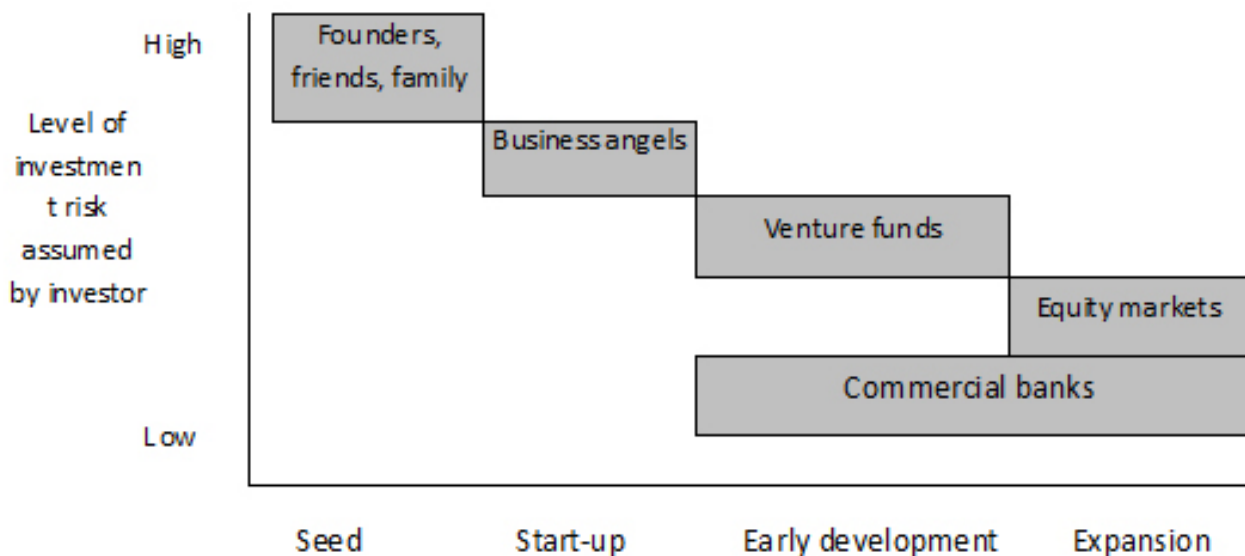 High
Founders,
friends, family
Level of
investmen
t risk
assumed
by investor
Business angels
Venture funds
Equity markets
Commercial banks
Low
Seed
Start-up
Early development
Expansion